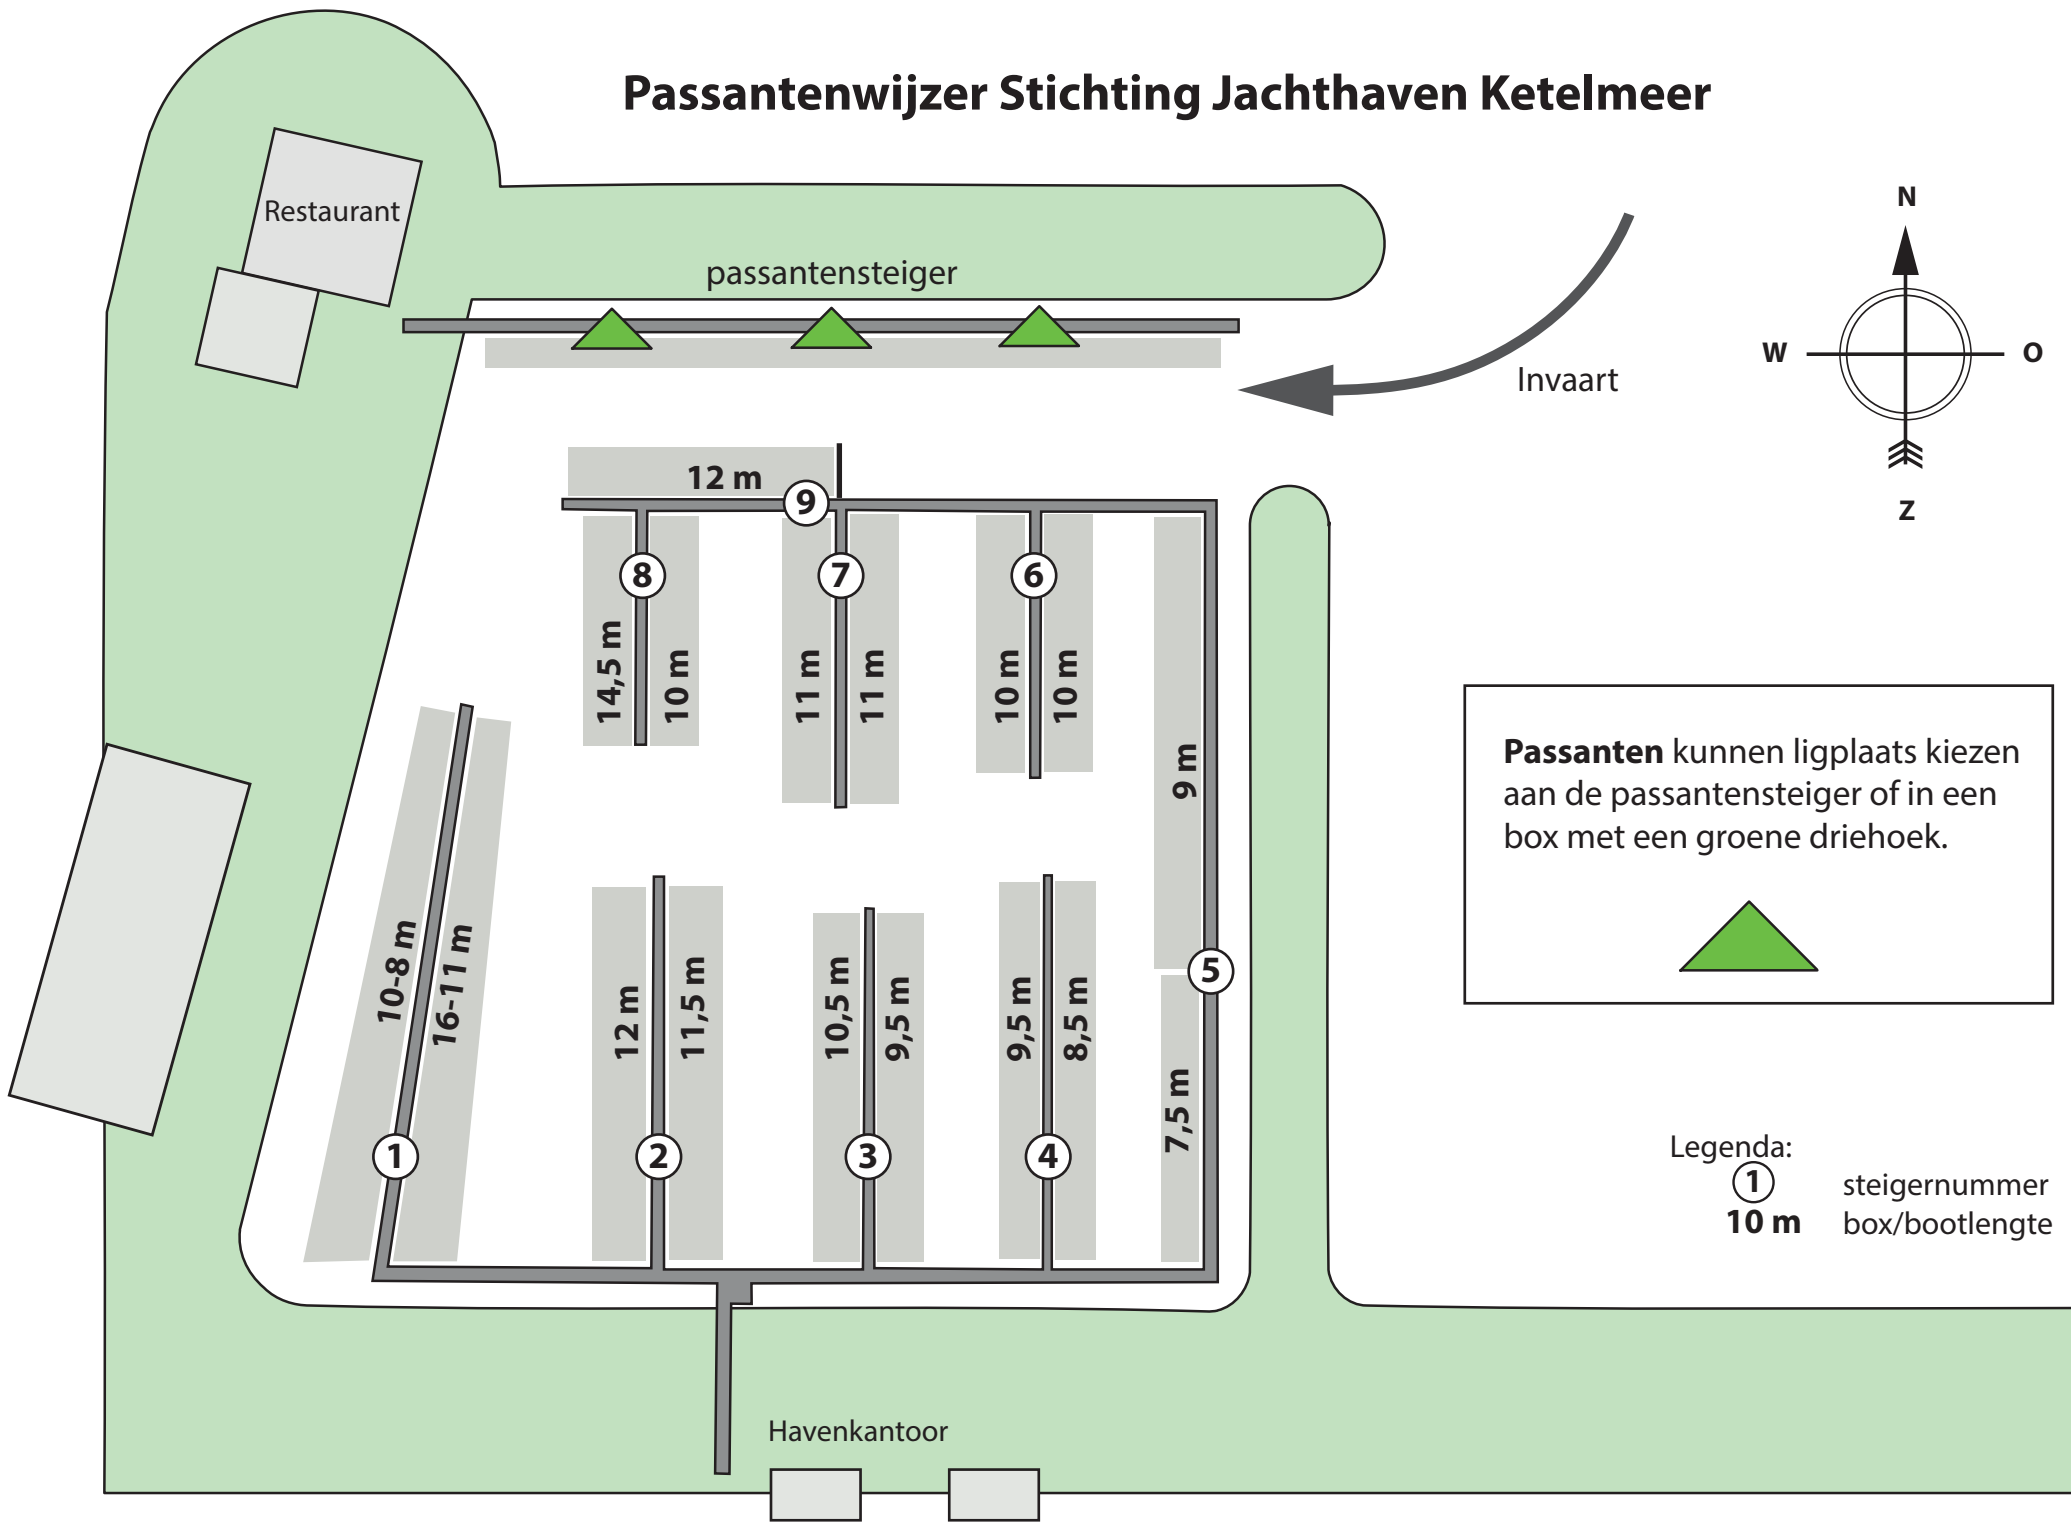 Passantenwijzer Stichting Jachthaven Ketelmeer
Restaurant
passantensteiger
Invaart
N
W
O
Z
12 m
9
8
7
6
14,5 m
10 m
11 m
11 m
10 m
10 m
9 m
Passanten kunnen ligplaats kiezen
aan de passantensteiger of in een
box met een groene driehoek.
10-8 m
16-11 m
12 m
11,5 m
10,5 m
9,5 m
9,5 m
8,5 m
5
7,5 m
1
2
3
4
Legenda:
1 steigernummer
10 m box/bootlengte
Havenkantoor